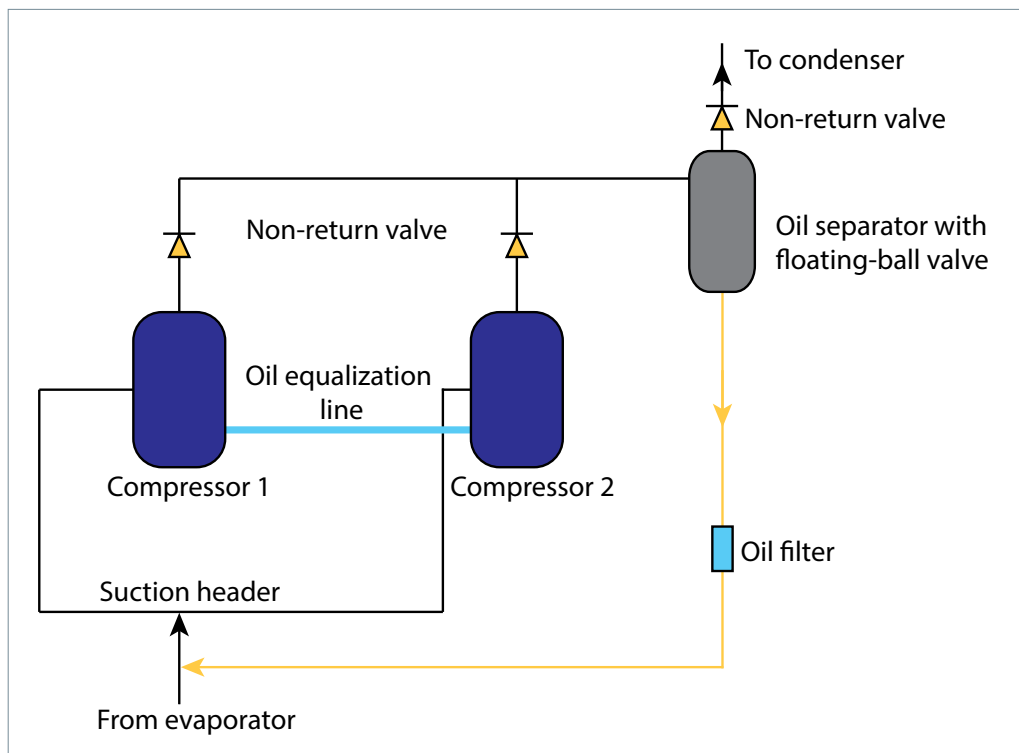 To condenser
Non-return valve
Non-return valve
Oil separator with
floating-ball valve
Oil equalization
line
Compressor 1
Compressor 2
Oil filter
Suction header
From evaporator